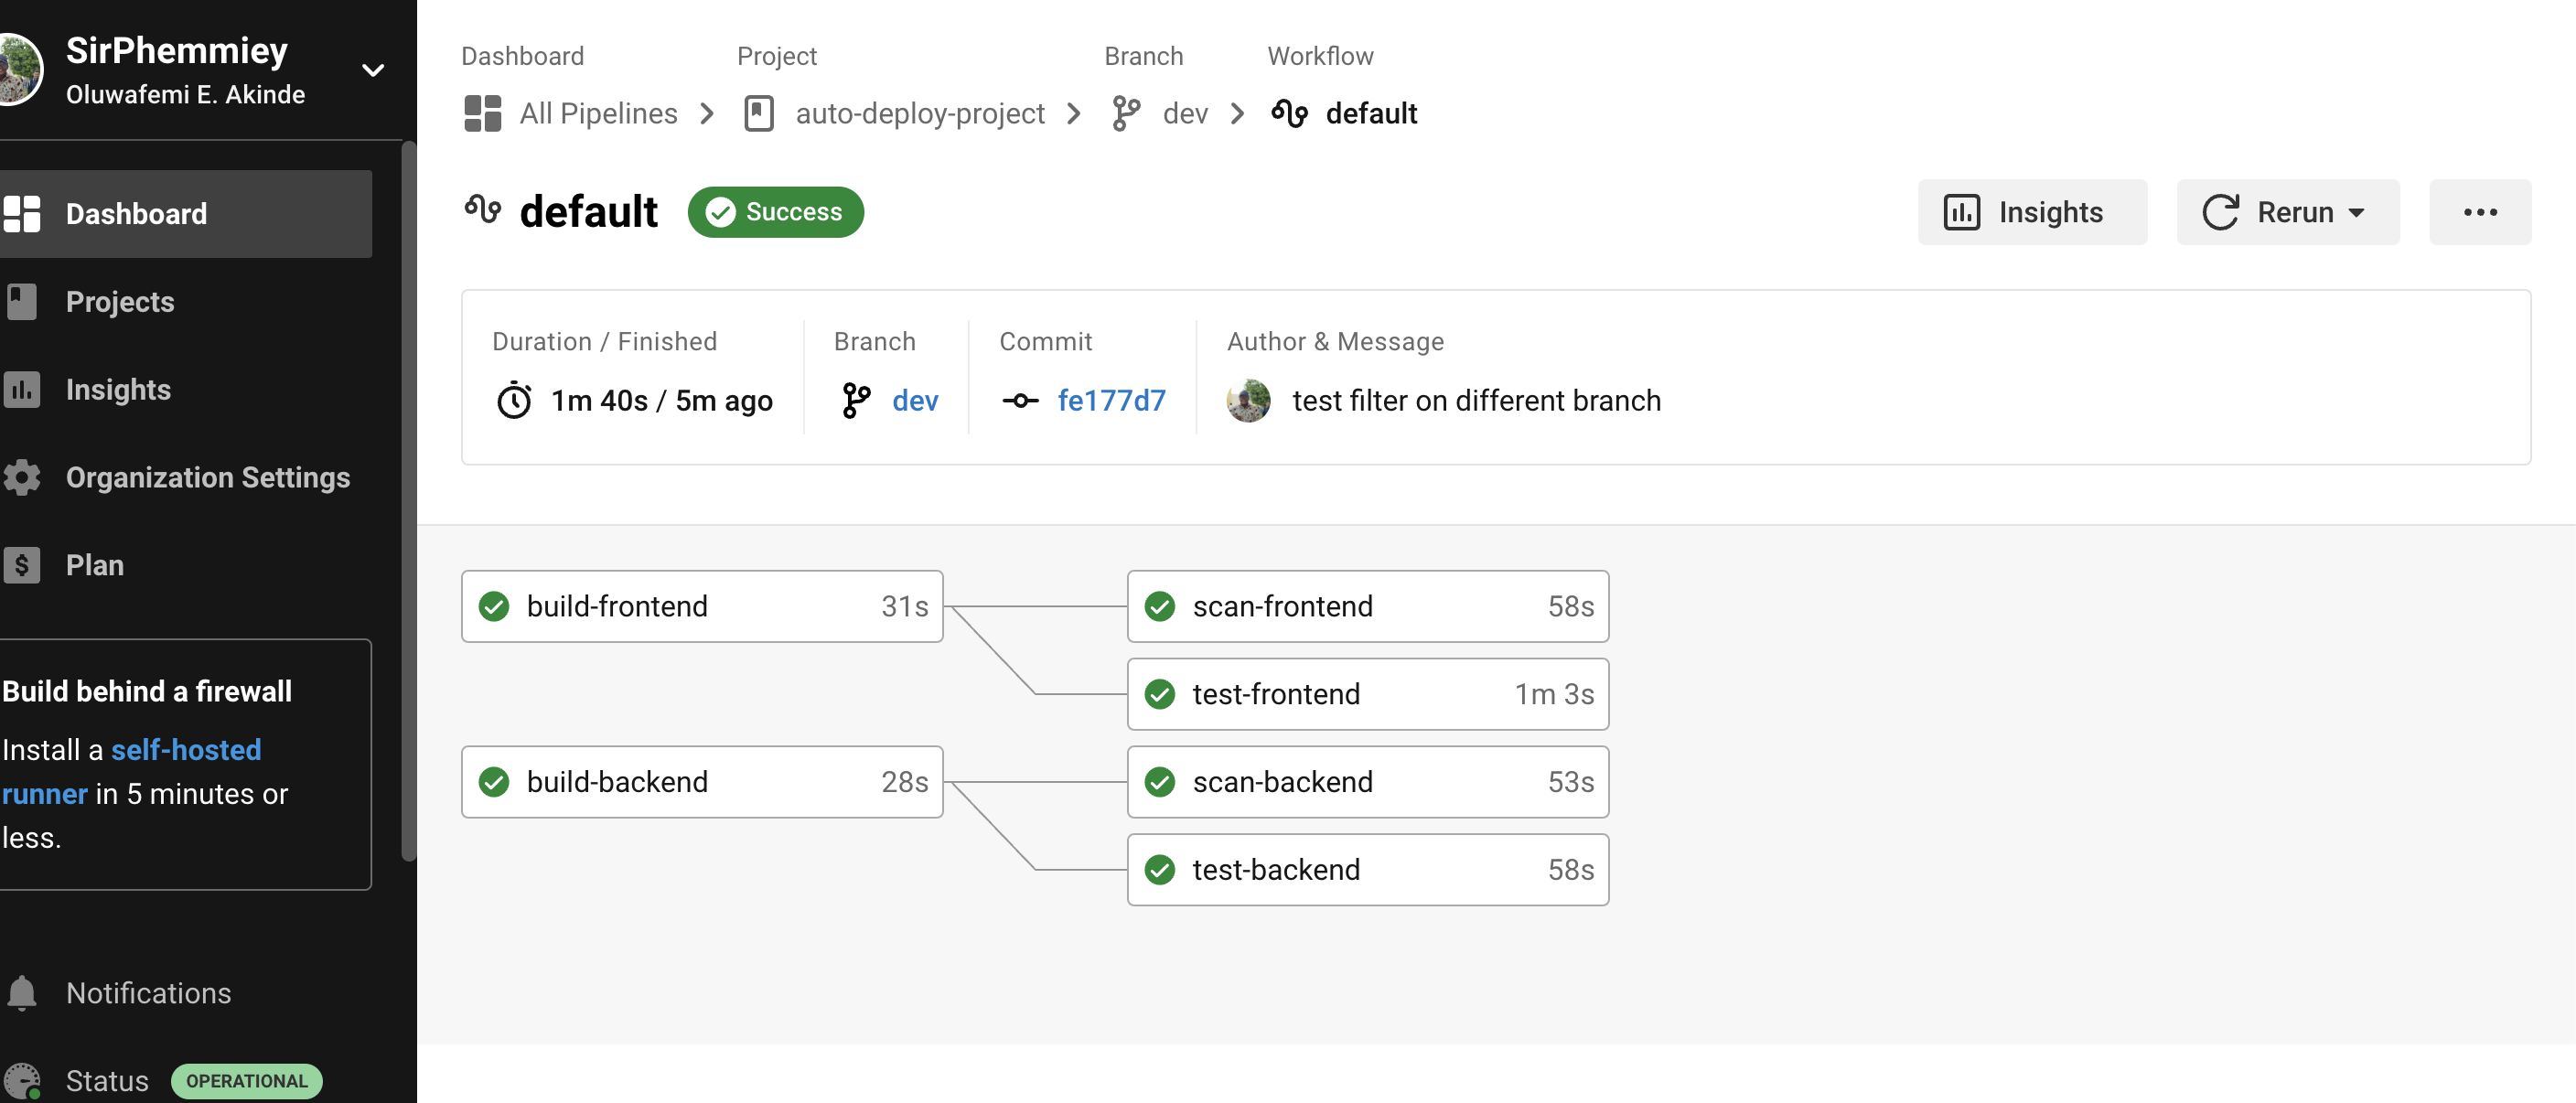 SirPhemmiey
Oluwafemi E. Akinde
Dashboard
Projects
Insights
Organization Settings
Plan
Build behind a firewall
Install a self-hosted
runner in 5 minutes or
less.
Notifications
Status OPERATIONAL
Dashboard Project Branch Workflow
All Pipelines auto-deploy-project dev default
default Success Insights Rerun
Duration / Finished Branch Commit Author & Message
1m 40s / 5m ago dev fe177d7 test filter on different branch
build-frontend 31s scan-frontend 58s
test-frontend 1m 3s
build-backend 28s scan-backend 53s
test-backend 58s